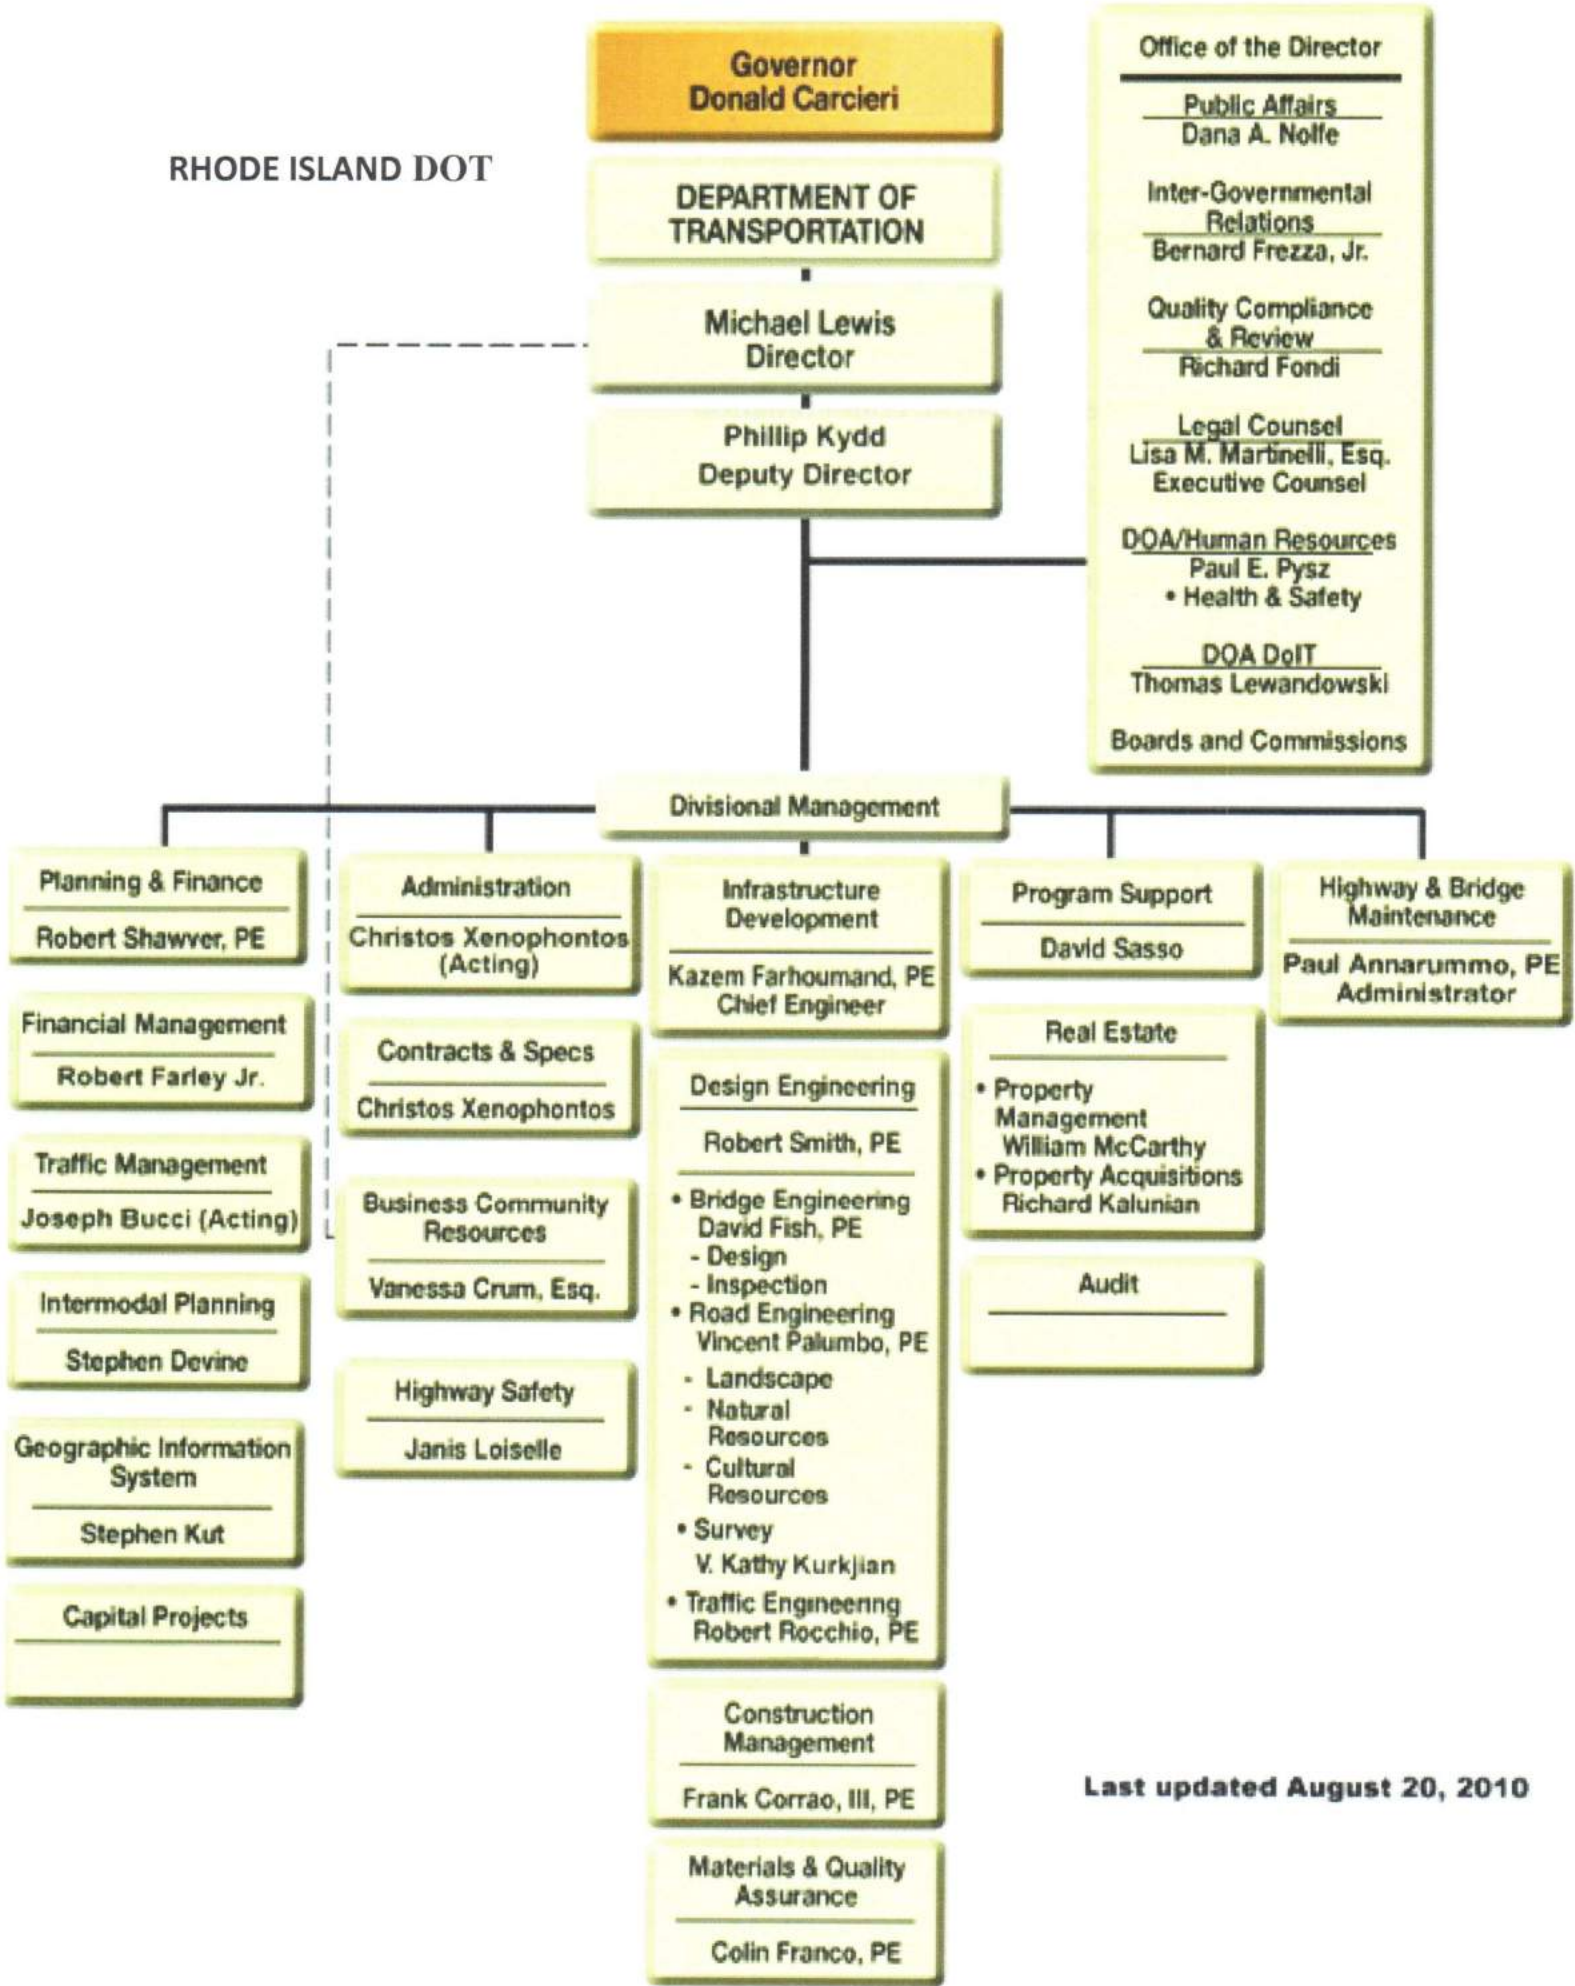 Governor
Donald Carcieri
RHODE ISLAND DOT
DEPARTMENT OF
TRANSPORTATION
Michael Lewis
Director
Phillip Kydd
Deputy Director
Office of the Director
Public Affairs
Dana A. Nolfe
Inter-Governmental
Relations
Bernard Frezza, Jr.
Quality Compliance
& Review
Richard Fondi
Legal Counsel
Lisa M. Martinelli, Esq.
Executive Counsel
DOA/Human Resources
Paul E. Pysz
• Health & Safety
DOA DoIT
Thomas Lewandowski
Boards and Commissions
Divisional Management
Planning & Finance
Robert Shawver, PE
Financial Management
Robert Farley Jr.
Traffic Management
Joseph Bucci (Acting)
Intermodal Planning
Stephen Devine
Geographic Information
System
Stephen Kut
Capital Projects
Administration
Christos Xenophontos
(Acting)
Contracts & Specs
Christos Xenophontos
Business Community
Resources
Vanessa Crum, Esq.
Highway Safety
Janis Loiselle
Infrastructure
Development
Kazem Farhoumand, PE
Chief Engineer
Design Engineering
Robert Smith, PE
• Bridge Engineering
David Fish, PE
- Design
- Inspection
• Road Engineering
Vincent Palumbo, PE
- Landscape
- Natural
Resources
- Cultural
Resources
• Survey
V. Kathy Kurkjian
• Traffic Engineering
Robert Rocchio, PE
Construction
Management
Frank Corrao, III, PE
Materials & Quality
Assurance
Colin Franco, PE
Program Support
David Sasso
Real Estate
• Property
Management
William McCarthy
• Property Acquisitions
Richard Kalunian
Audit
Highway & Bridge
Maintenance
Paul Annarummo, PE
Administrator
Last updated August 20, 2010